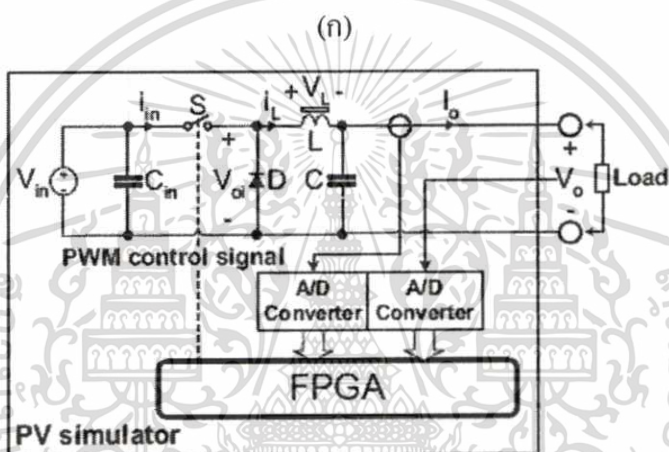 (ก)
i_in S i_L + V_L - I_o
L
+ +
V_in C_in V_oi D C V_o Load
- -
PWM control signal
A/D Converter A/D Converter
FPGA
PV simulator